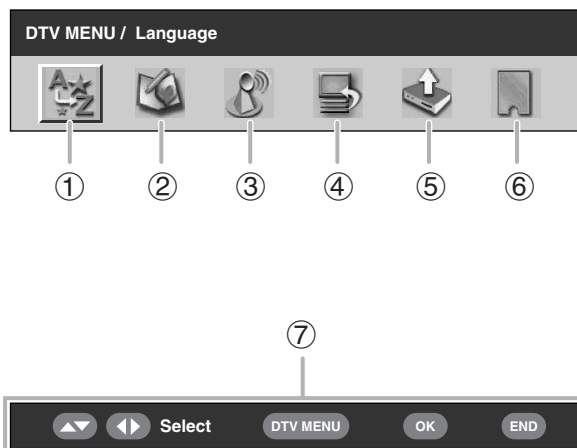 DTV MENU / Language
A Z
① ② ③ ④ ⑤ ⑥
⑦
Select DTV MENU OK END